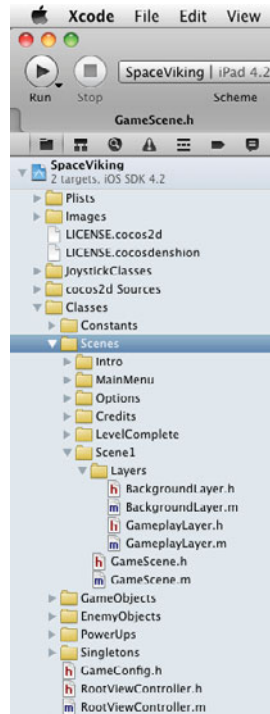 Xcode File Edit View
SpaceViking iPad 4.2
Run Stop Scheme
GameScene.h
SpaceViking
2 targets, iOS SDK 4.2
Plists
Images
LICENSE.cocos2d
LICENSE.cocosdenshion
JoystickClasses
cocos2d Sources
Classes
Constants
Scenes
Intro
MainMenu
Options
Credits
LevelComplete
Scene1
Layers
h BackgroundLayer.h
m BackgroundLayer.m
h GameplayLayer.h
m GameplayLayer.m
h GameScene.h
m GameScene.m
GameObjects
EnemyObjects
PowerUps
Singletons
h GameConfig.h
h RootViewController.h
m RootViewController.m